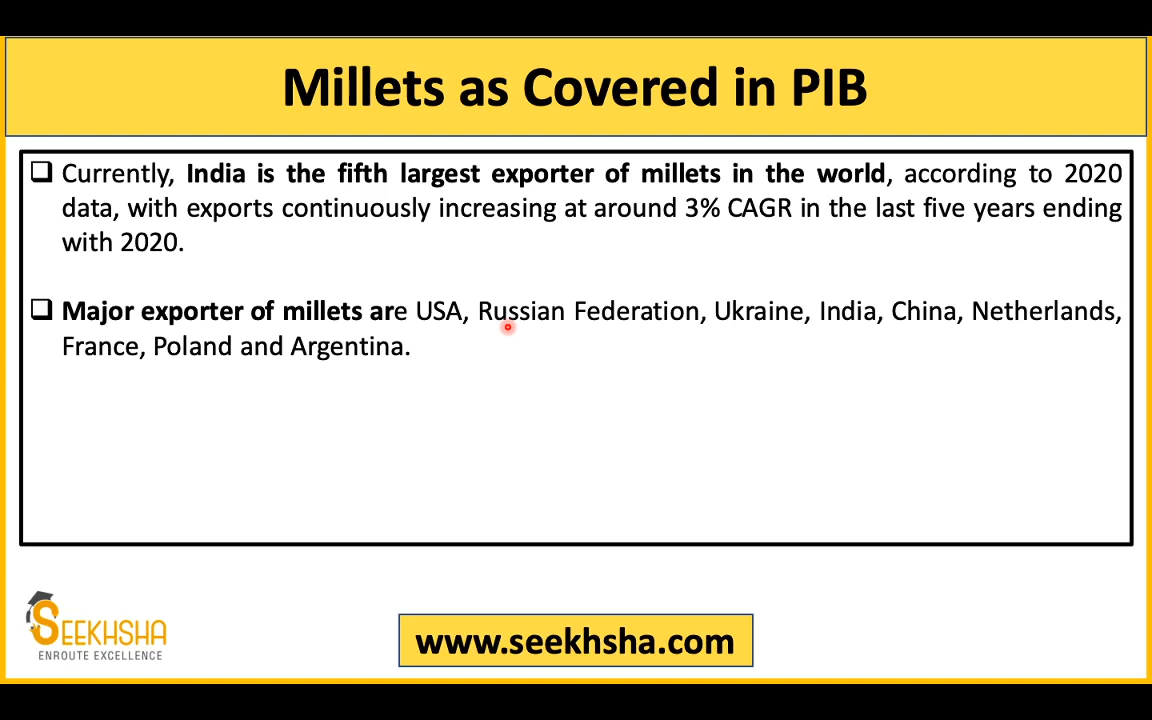 Millets as Covered in PIB
Currently, India is the fifth largest exporter of millets in the world, according to 2020
data, with exports continuously increasing at around 3% CAGR in the last five years ending
with 2020.
Major exporter of millets are USA, Russian Federation, Ukraine, India, China, Netherlands,
France, Poland and Argentina.
SEEKHSHA
ENROUTE EXCELLENCE
www.seekhsha.com